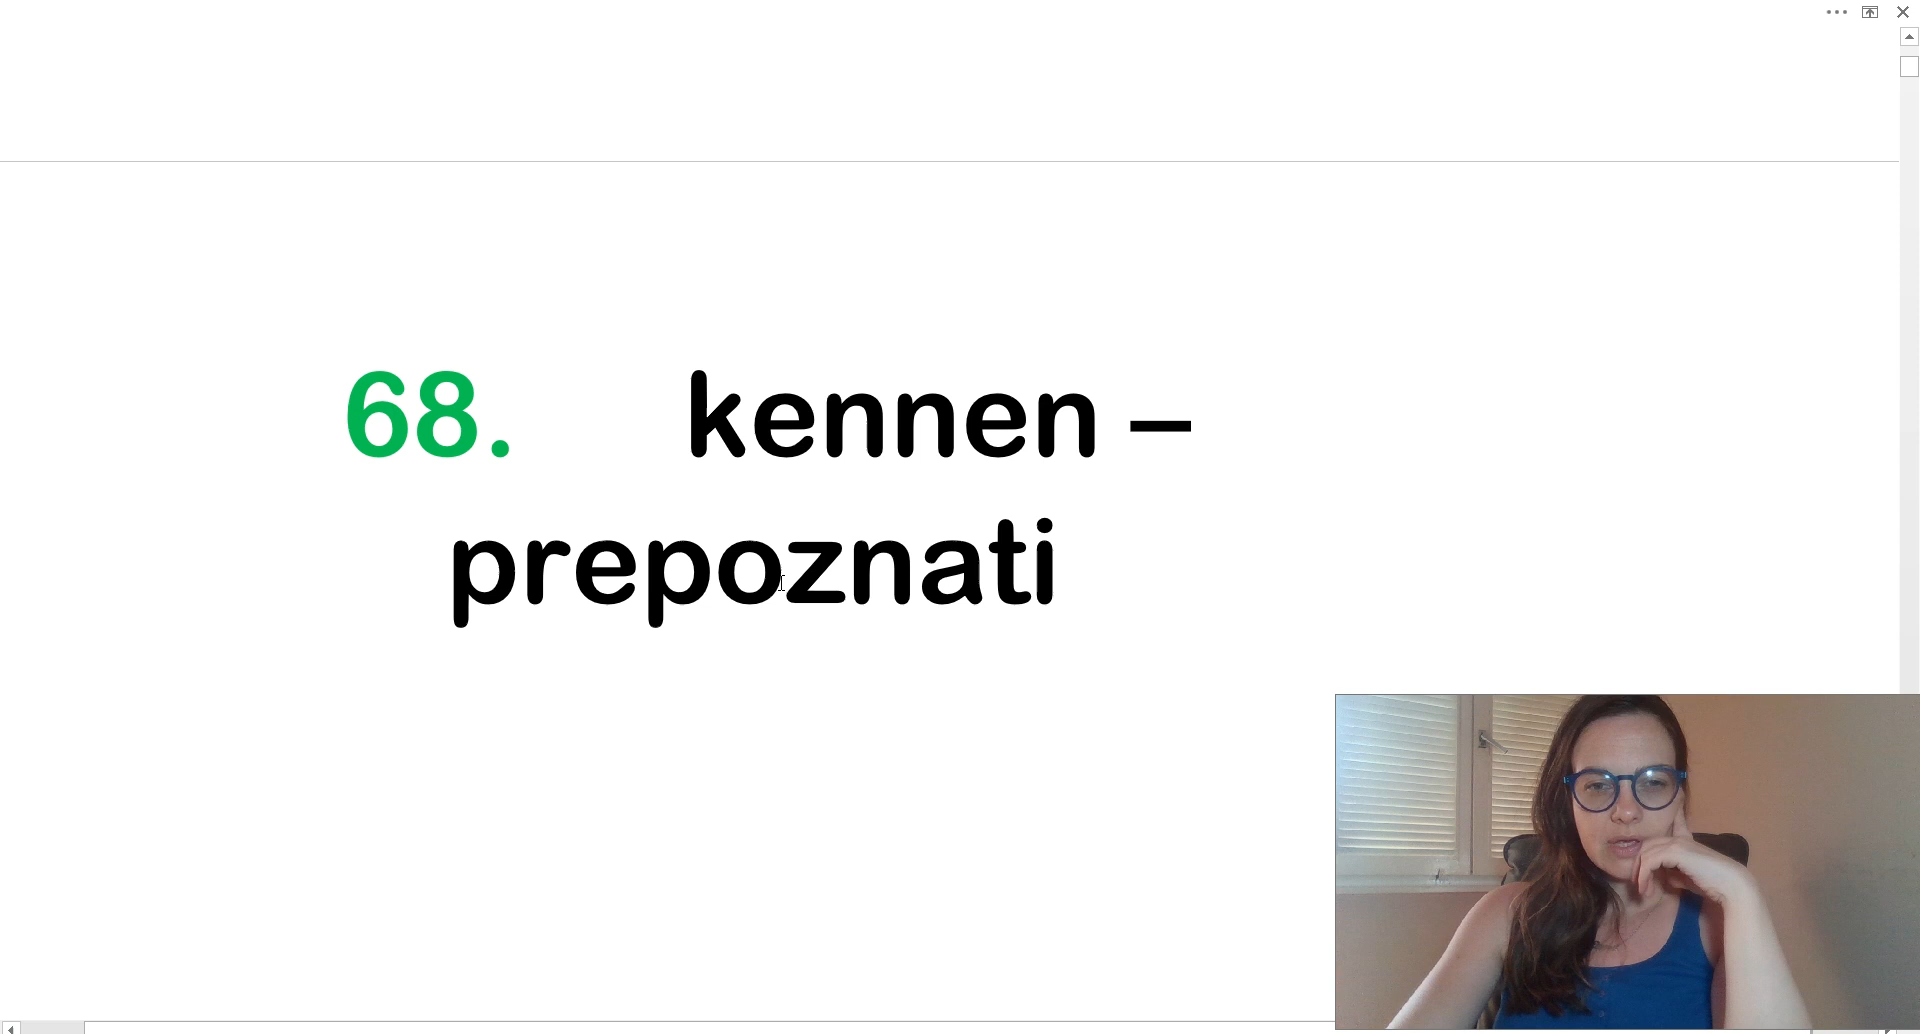 68. kennen –
prepoznati